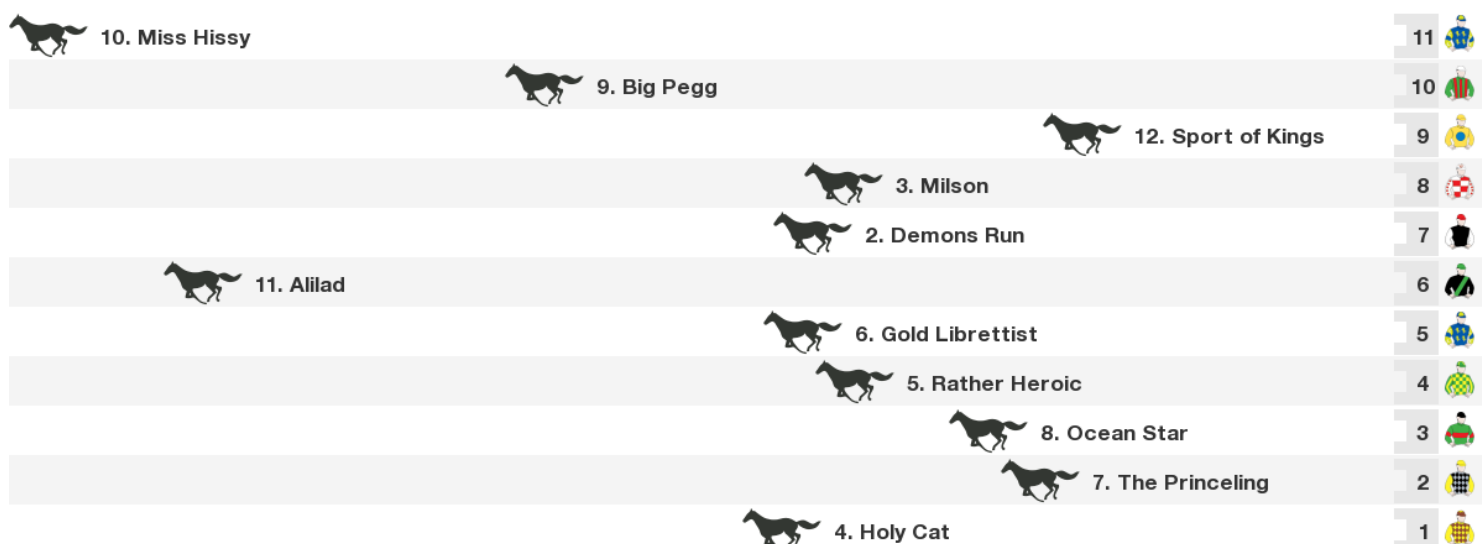 10. Miss Hissy 11
9. Big Pegg 10
12. Sport of Kings 9
3. Milson 8
2. Demons Run 7
11. Alilad 6
6. Gold Librettist 5
5. Rather Heroic 4
8. Ocean Star 3
7. The Princeling 2
4. Holy Cat 1